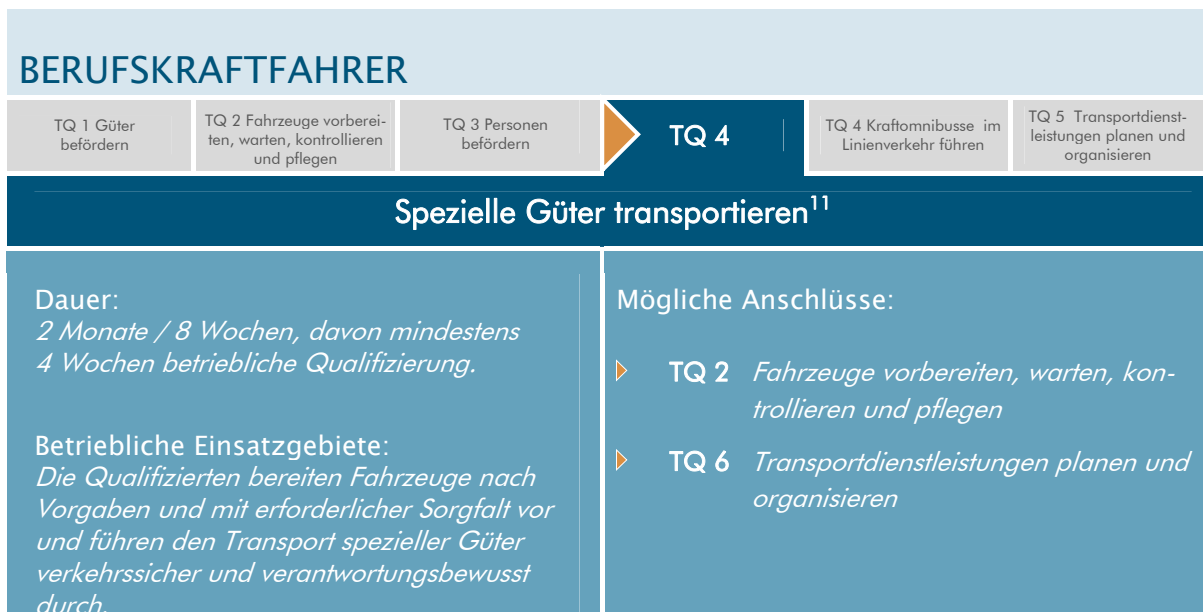 BERUFSKRAFTFAHRER
TQ 1 Güter
befördern
TQ 2 Fahrzeuge vorberei-
ten, warten, kontrollieren
und pflegen
TQ 3 Personen
befördern
TQ 4
TQ 4 Kraftomnibusse im
Linienverkehr führen
TQ 5 Transportdienst-
leistungen planen und
organisieren
Spezielle Güter transportieren¹¹
Dauer:
2 Monate / 8 Wochen, davon mindestens
4 Wochen betriebliche Qualifizierung.
Betriebliche Einsatzgebiete:
Die Qualifizierten bereiten Fahrzeuge nach
Vorgaben und mit erforderlicher Sorgfalt vor
und führen den Transport spezieller Güter
verkehrssicher und verantwortungsbewusst
durch.
Mögliche Anschlüsse:
TQ 2 Fahrzeuge vorbereiten, warten, kon-
trollieren und pflegen
TQ 6 Transportdienstleistungen planen und
organisieren